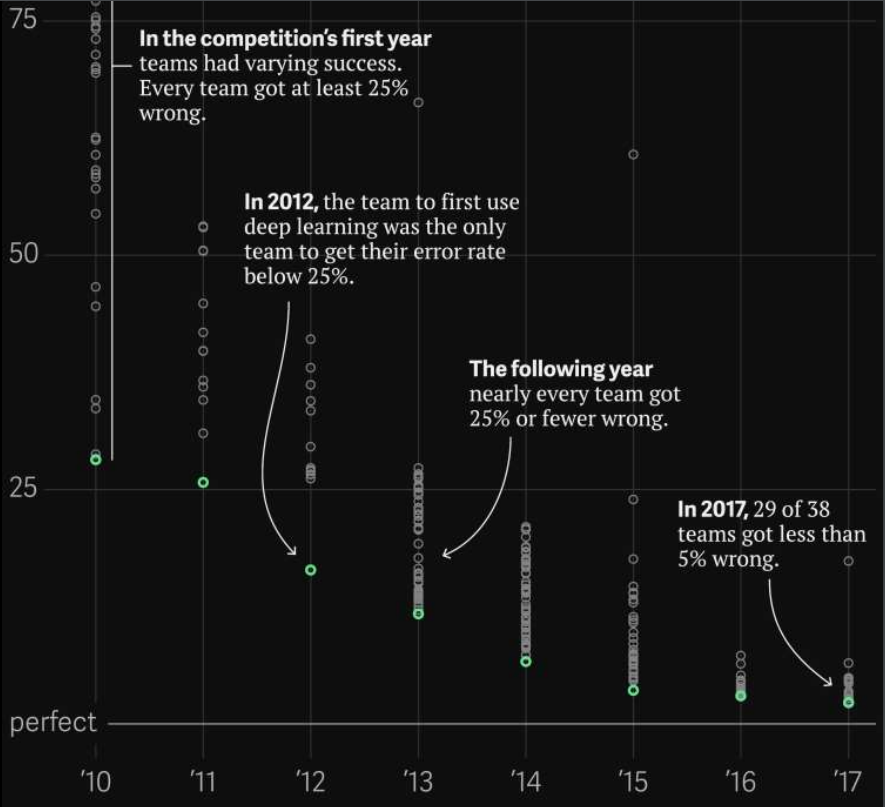 75
In the competition’s first year
teams had varying success.
Every team got at least 25%
wrong.
In 2012, the team to first use
deep learning was the only
team to get their error rate
below 25%.
50
The following year
nearly every team got
25% or fewer wrong.
25
In 2017, 29 of 38
teams got less than
5% wrong.
perfect
’10 ’11 ’12 ’13 ’14 ’15 ’16 ’17